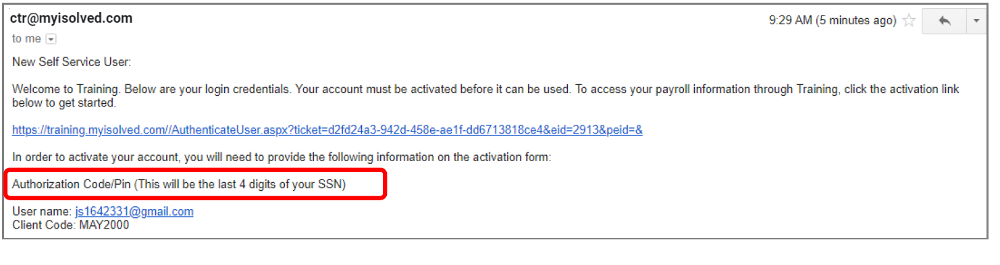 ctr@myisolved.com
9:29 AM (5 minutes ago)
to me
New Self Service User:
Welcome to Training. Below are your login credentials. Your account must be activated before it can be used. To access your payroll information through Training, click the activation link
below to get started.
https://training.myisolved.com//AuthenticateUser.aspx?ticket=d2fd24a3-942d-458e-ae1f-dd6713818ce4&eid=2913&peid=&
In order to activate your account, you will need to provide the following information on the activation form:
Authorization Code/Pin (This will be the last 4 digits of your SSN)
User name: js1642331@gmail.com
Client Code: MAY2000